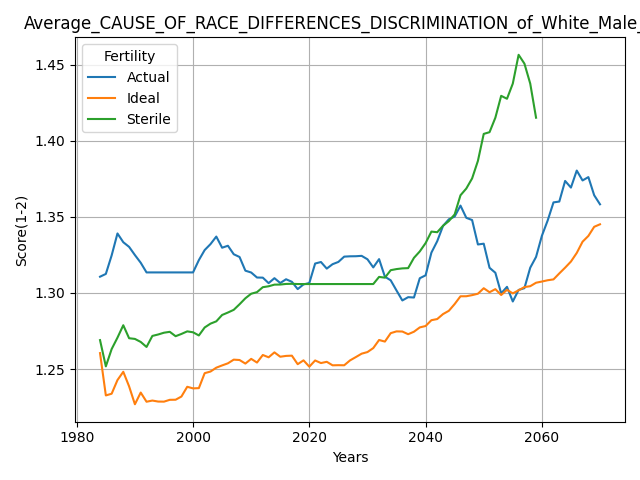 Average_CAUSE_OF_RACE_DIFFERENCES_DISCRIMINATION_of_White_Male_
Fertility
Actual
Ideal
Sterile
Score(1-2)
1.45
1.40
1.35
1.30
1.25
1980
2000
2020
2040
2060
Years